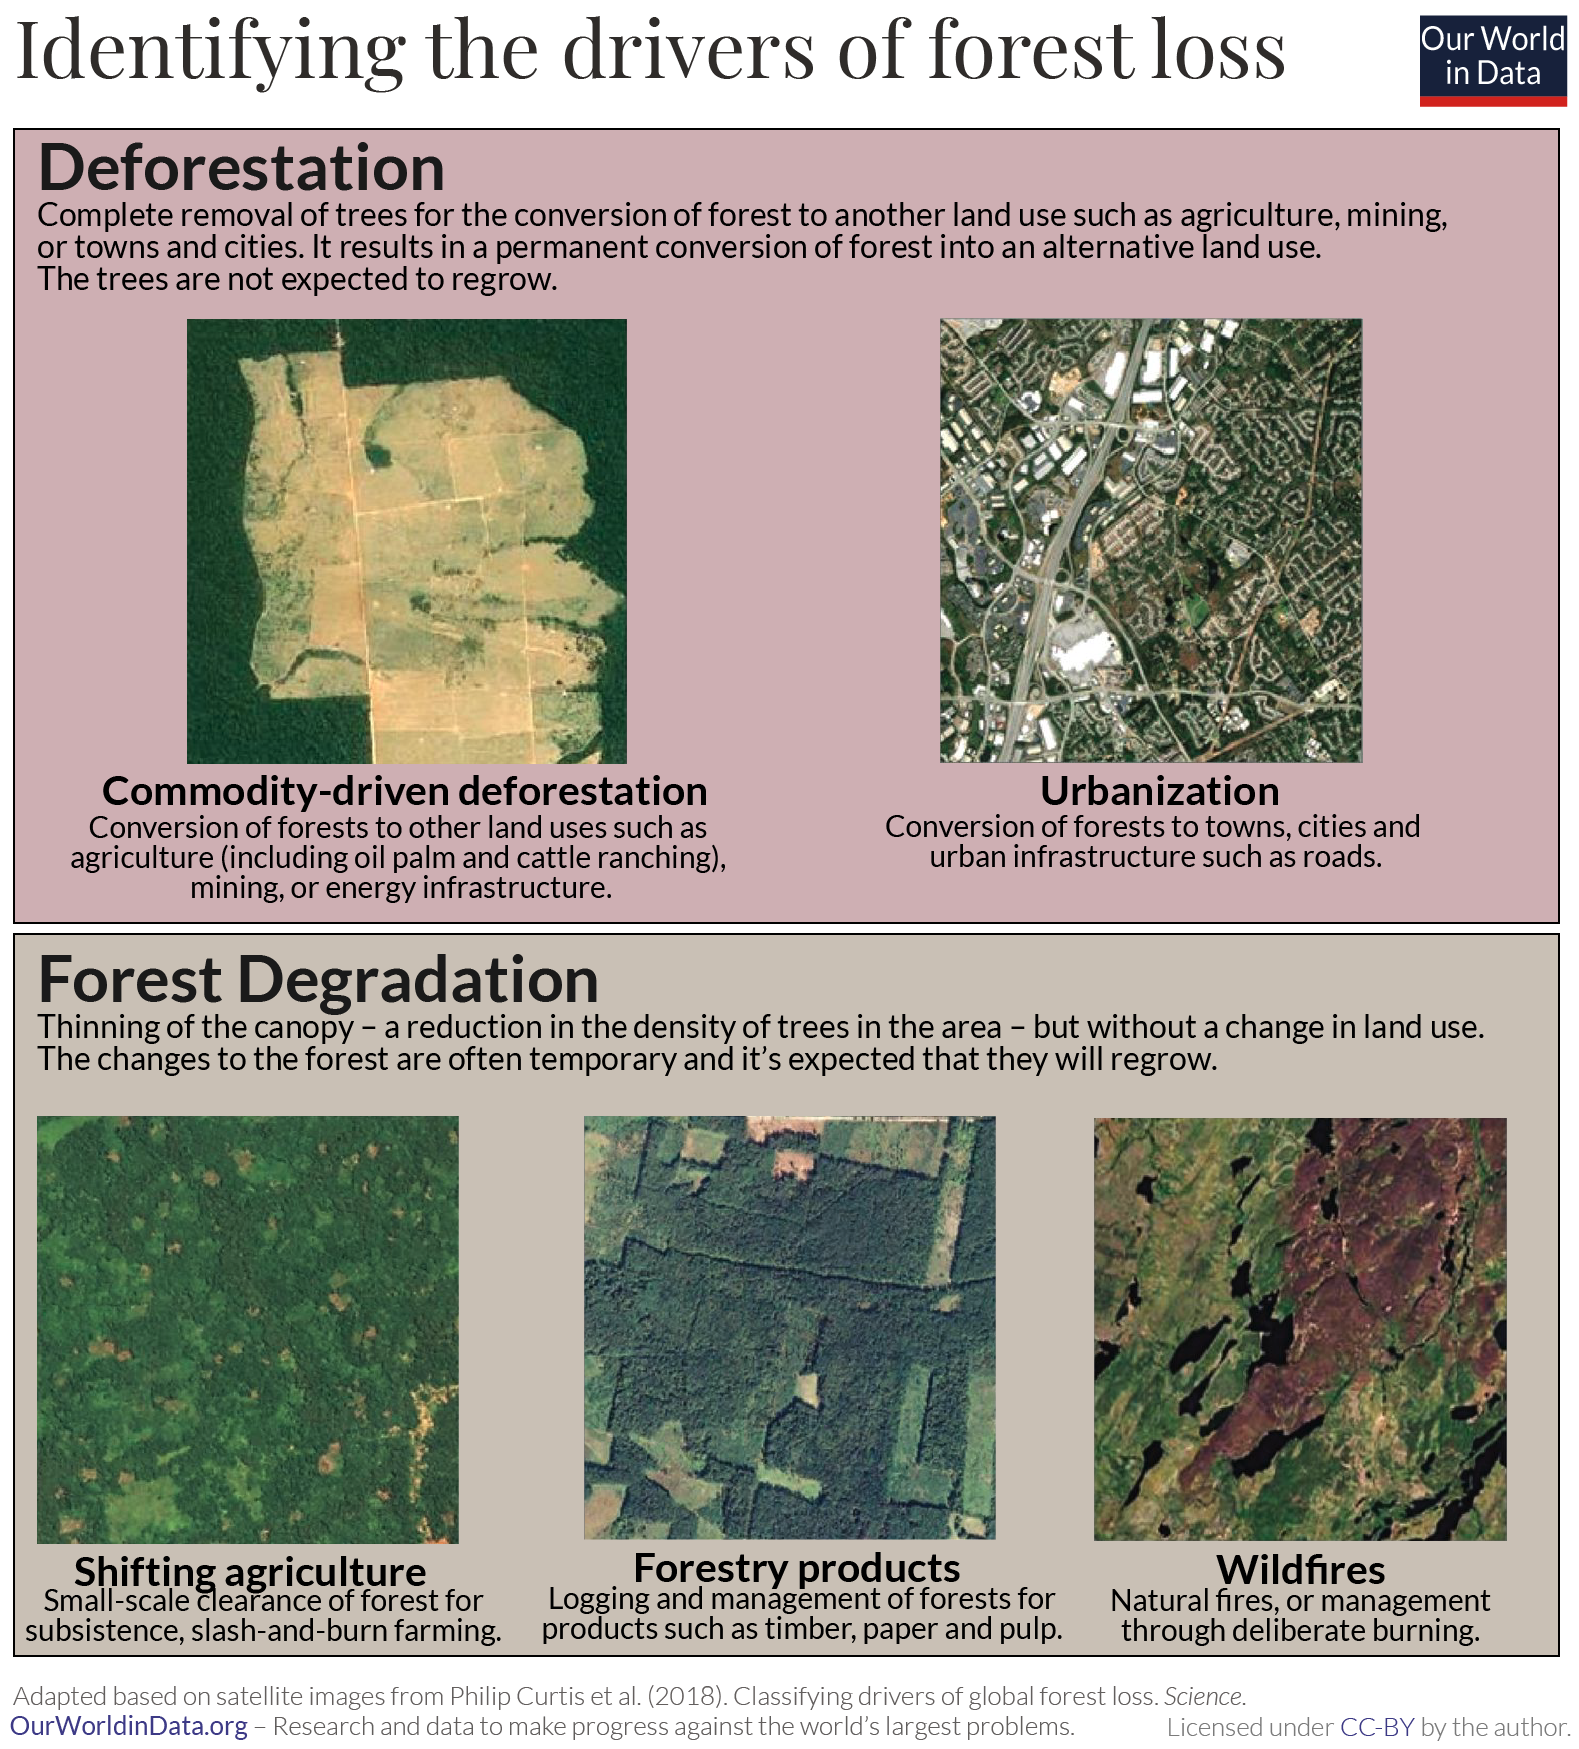 Identifying the drivers of forest loss
Our World
in Data
Deforestation
Complete removal of trees for the conversion of forest to another land use such as agriculture, mining,
or towns and cities. It results in a permanent conversion of forest into an alternative land use.
The trees are not expected to regrow.
Commodity-driven deforestation
Conversion of forests to other land uses such as
agriculture (including oil palm and cattle ranching),
mining, or energy infrastructure.
Urbanization
Conversion of forests to towns, cities and
urban infrastructure such as roads.
Forest Degradation
Thinning of the canopy – a reduction in the density of trees in the area – but without a change in land use.
The changes to the forest are often temporary and it’s expected that they will regrow.
Shifting agriculture
Small-scale clearance of forest for
subsistence, slash-and-burn farming.
Forestry products
Logging and management of forests for
products such as timber, paper and pulp.
Wildfires
Natural fires, or management
through deliberate burning.
Adapted based on satellite images from Philip Curtis et al. (2018). Classifying drivers of global forest loss. Science.
OurWorldinData.org – Research and data to make progress against the world’s largest problems.
Licensed under CC-BY by the author.